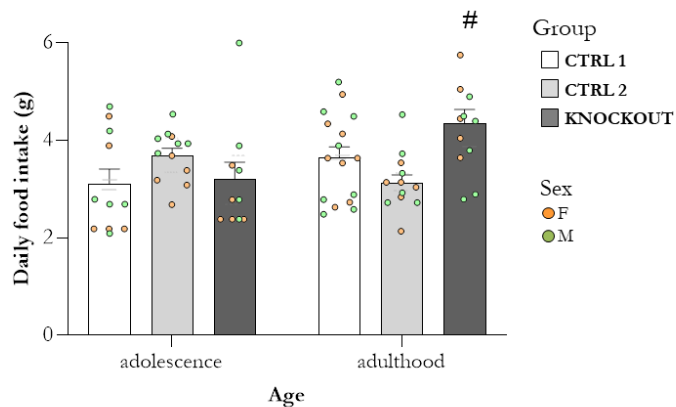 #
Group
CTRL 1
CTRL 2
KNOCKOUT
Sex
F
M
Daily food intake (g)
6
4
2
0
adolescence
adulthood
Age